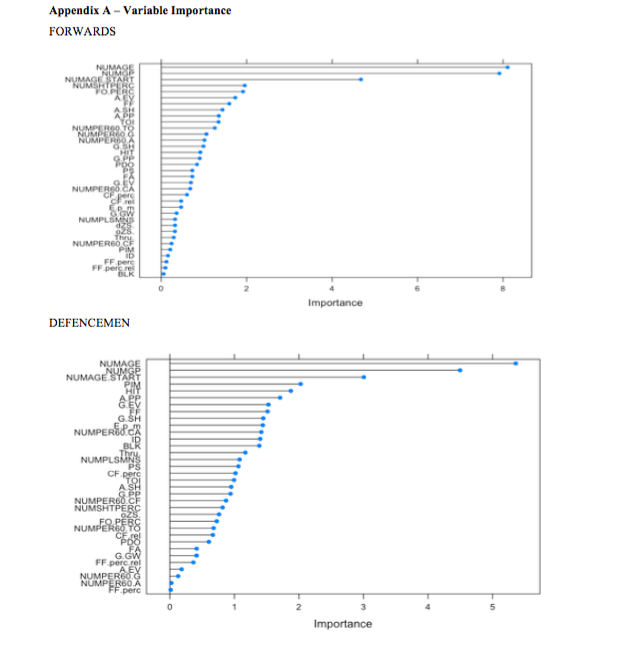 Appendix A – Variable Importance
FORWARDS
NUMAGE
NUMGP
NUMAGE.START
NUMSHTPERC
FO.PERC
A.EV
FF
A.SH
A.PP
TOI
NUMPER60.TO
NUMPER60.G
NUMPER60.A
G.SH
HIT
G.PP
PDO
PS
FA
G.EV
NUMPER60.CA
CF.perc
CF.rel
E.p_m
G.GW
NUMPLSMNS
dZS.
oZS.
Thru.
NUMPER60.CF
PIM
ID
FF.perc
FF.perc.rel
BLK
0 2 4 6 8
Importance
DEFENCEMEN
NUMAGE
NUMGP
NUMAGE.START
PIM
HIT
A.PP
G.EV
FF
G.SH
E.p_m
NUMPER60.CA
ID
BLK
Thru.
NUMPLSMNS
PS
CF.perc
TOI
A.SH
G.PP
NUMPER60.CF
NUMSHTPERC
oZS.
FO.PERC
NUMPER60.TO
CF.rel
PDO
FA
G.GW
FF.perc.rel
A.EV
NUMPER60.G
NUMPER60.A
FF.perc
0 1 2 3 4 5
Importance